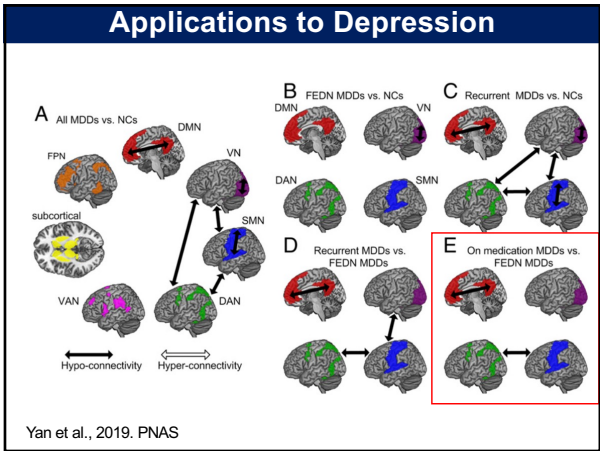 Applications to Depression
A All MDDs vs. NCs
DMN
FPN
VN
subcortical
SMN
VAN
DAN
Hypo-connectivity
Hyper-connectivity
B FEDN MDDs vs. NCs
DMN
VN
DAN
SMN
C Recurrent MDDs vs. NCs
D Recurrent MDDs vs.
FEDN MDDs
E On medication MDDs vs.
FEDN MDDs
Yan et al., 2019. PNAS